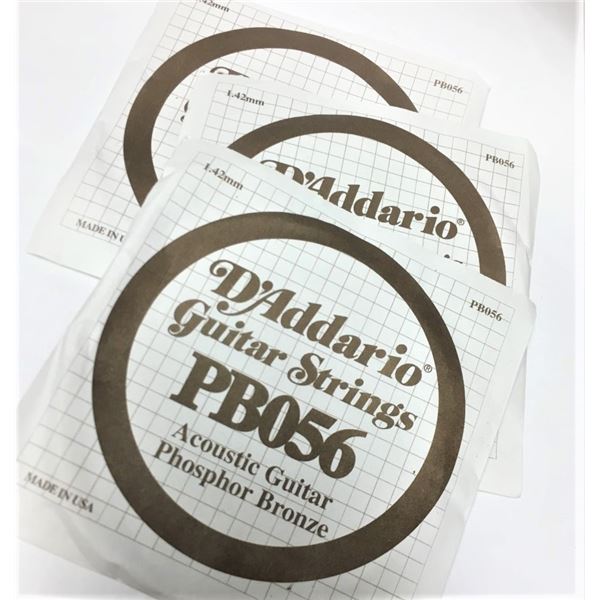 .42mm
PB056
MADE IN U
1.42mm
PB056
D'Addario®
1.42mm
PB056
D'Addario®
Guitar Strings
PB056
Acoustic Guitar
Phosphor Bronze
MADE IN USA